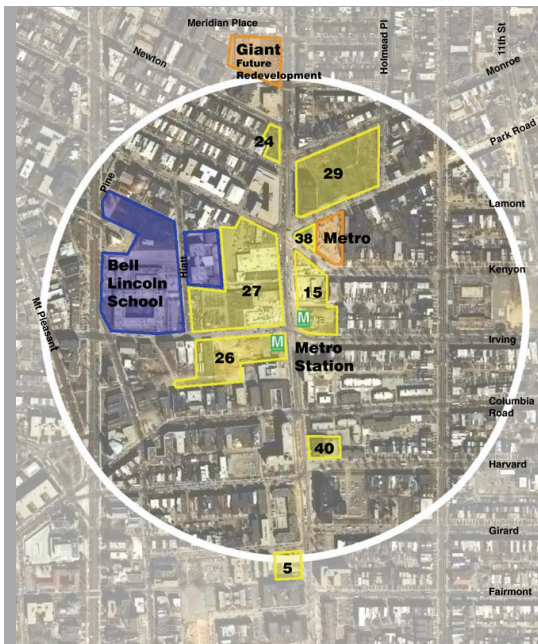 Meridian Place
Newton
Giant
Future
Redevelopment
Holmead Pl
11th St
Monroe
Park Road
24
29
Pine
Lamont
38
Metro
Bell
Lincoln
School
Hiatt
27
15
Kenyon
Mt Pleasant
M
M
Metro
Station
Irving
26
Columbia
Road
40
Harvard
Girard
5
Fairmont